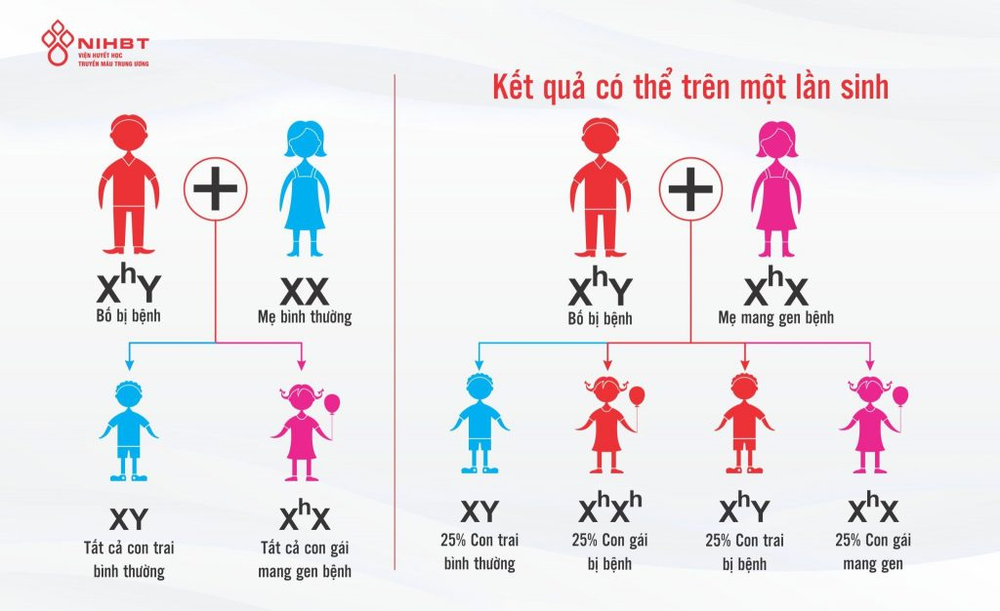 NIHBT
VIỆN HUYẾT HỌC
TRUYỀN MÁU TRUNG ƯƠNG
XʰY
Bố bị bệnh
XX
Mẹ bình thường
XY
Tất cả con trai
bình thường
XʰX
Tất cả con gái
mang gen bệnh
Kết quả có thể trên một lần sinh
XʰY
Bố bị bệnh
XʰX
Mẹ mang gen bệnh
XY
25% Con trai
bình thường
XʰXʰ
25% Con gái
bị bệnh
XʰY
25% Con trai
bị bệnh
XʰX
25% Con gái
mang gen